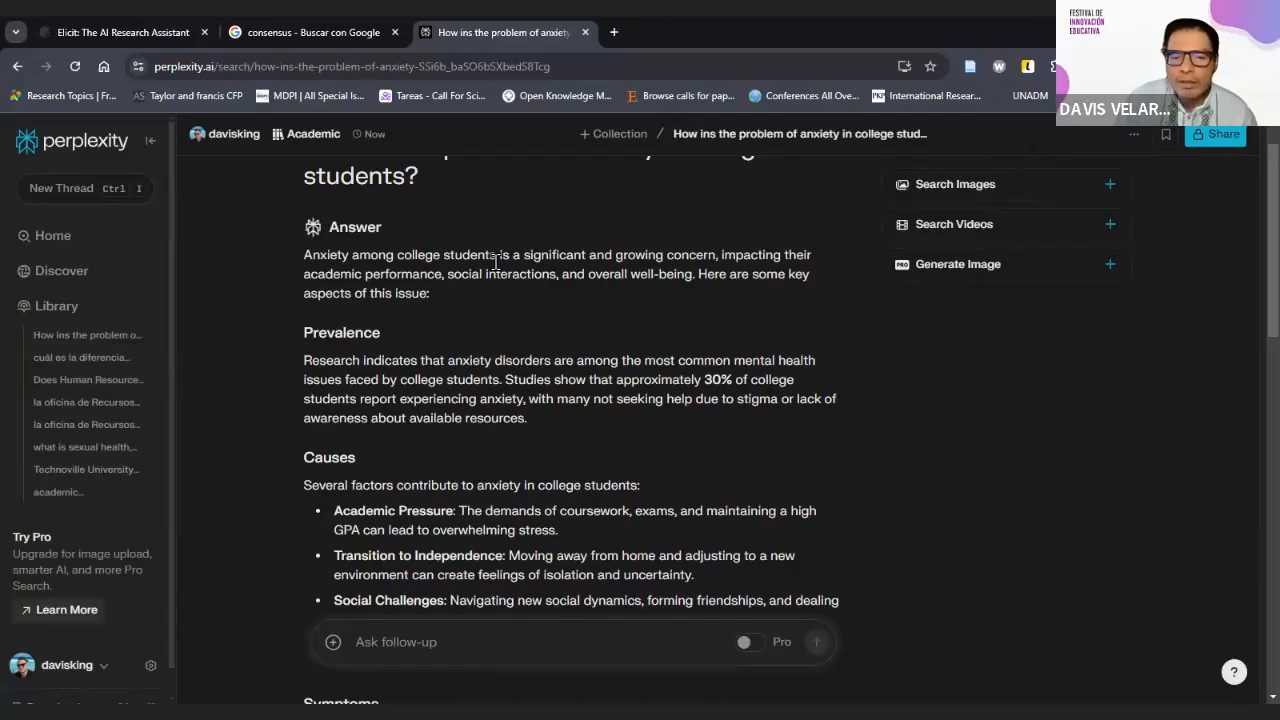 Elicit: The AI Research Assistant
consensus - Buscar con Google
How ins the problem of anxiety
perplexity.ai/search/how-ins-the-problem-of-anxiety-SSi6b_baSO6bSXbedS8Tcg
Research Topics | Fr...
Taylor and francis CFP
MDPI | All Special Is...
Tareas - Call For Sci...
Open Knowledge M...
Browse calls for pap...
Conferences All Ove...
International Resear...
UNADM
FESTIVAL DE
INNOVACIÓN
EDUCATIVA
DAVIS VELAR...
perplexity
New Thread Ctrl I
Home
Discover
Library
How ins the problem o...
cuál es la diferencia...
Does Human Resource...
la oficina de Recursos...
la oficina de Recursos...
what is sexual health,...
Technoville University...
academic...
Try Pro
Upgrade for image upload,
smarter AI, and more Pro
Search.
Learn More
davisking
davisking Academic Now
+ Collection / How ins the problem of anxiety in college stud...
Share
students?
Answer
Anxiety among college students is a significant and growing concern, impacting their
academic performance, social interactions, and overall well-being. Here are some key
aspects of this issue:
Prevalence
Research indicates that anxiety disorders are among the most common mental health
issues faced by college students. Studies show that approximately 30% of college
students report experiencing anxiety, with many not seeking help due to stigma or lack of
awareness about available resources.
Causes
Several factors contribute to anxiety in college students:
• Academic Pressure: The demands of coursework, exams, and maintaining a high
GPA can lead to overwhelming stress.
• Transition to Independence: Moving away from home and adjusting to a new
environment can create feelings of isolation and uncertainty.
• Social Challenges: Navigating new social dynamics, forming friendships, and dealing
Ask follow-up
Pro
Symptoms
Search Images
Search Videos
PRO Generate Image
?